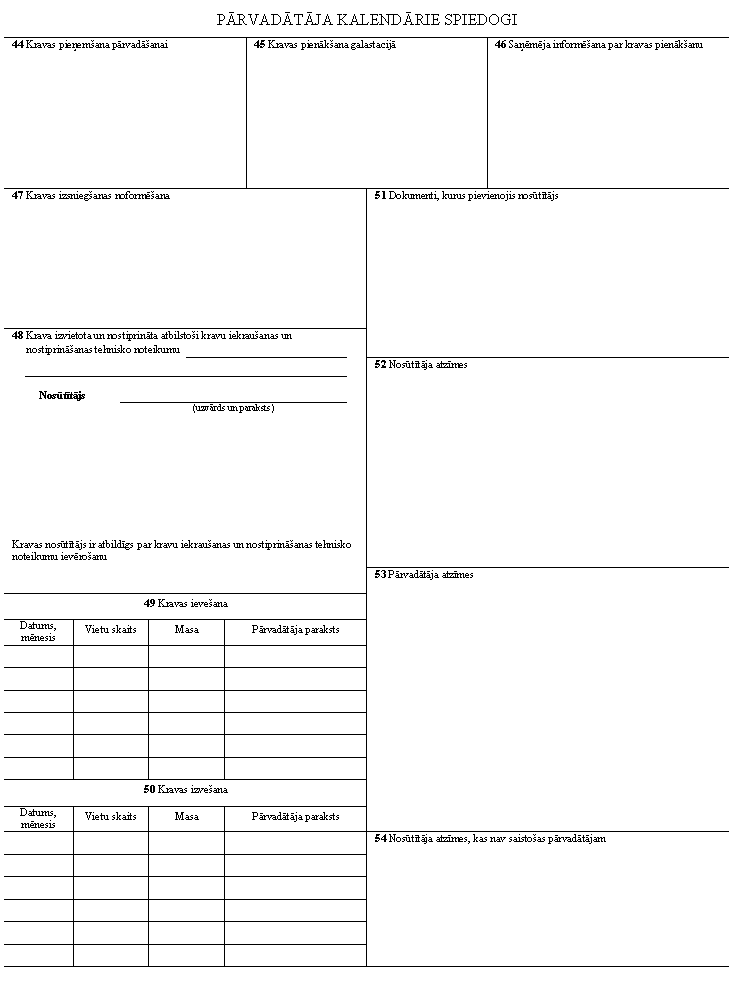 PĀRVADĀTĀJA KALENDĀRIE SPIEDOGI
44 Kravas pieņemšana pārvadāšanai
45 Kravas pienākšana galastacijā
46 Saņēmēja informēšana par kravas pienākšanu
47 Kravas izsniegšanas noformēšana
48 Krava izvietota un nostiprināta atbilstoši kravu iekraušanas un
nostiprināšanas tehnisko noteikumu
Nosūtītājs
(uzvārds un paraksts)
Kravas nosūtītājs ir atbildīgs par kravu iekraušanas un nostiprināšanas tehnisko
noteikumu ievērošanu
49 Kravas ievešana
Datums, Vietu skaits Masa Pārvadātāja paraksts
mēnesis
50 Kravas izvešana
Datums, Vietu skaits Masa Pārvadātāja paraksts
mēnesis
51 Dokumenti, kurus pievienojis nosūtītājs
52 Nosūtītāja atzīmes
53 Pārvadātāja atzīmes
54 Nosūtītāja atzīmes, kas nav saistošas pārvadātājam